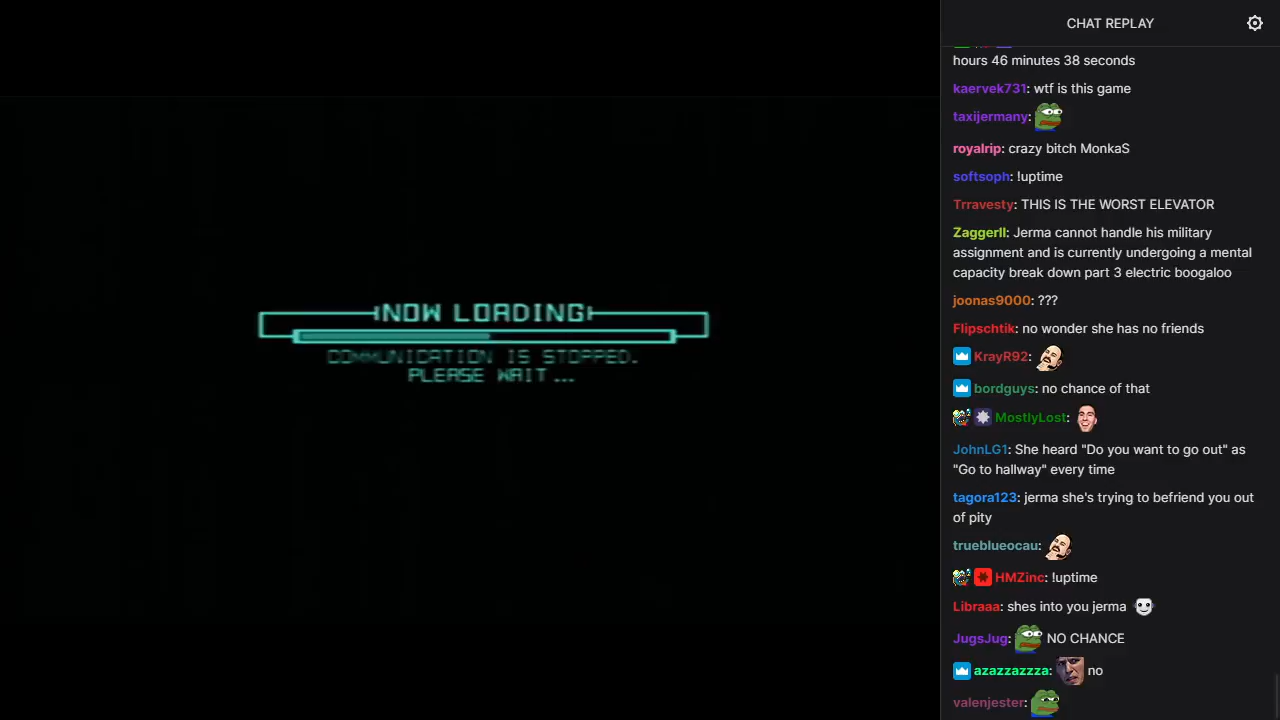 NOW LOADING
COMMUNICATION IS STOPPED.
PLEASE WAIT...
CHAT REPLAY
hours 46 minutes 38 seconds
kaervek731: wtf is this game
taxijermany:
royalrip: crazy bitch MonkaS
softsoph: !uptime
Trravesty: THIS IS THE WORST ELEVATOR
Zaggerll: Jerma cannot handle his military
assignment and is currently undergoing a mental
capacity break down part 3 electric boogaloo
joonas9000: ???
Flipschtik: no wonder she has no friends
KrayR92:
bordguys: no chance of that
MostlyLost:
JohnLG1: She heard "Do you want to go out" as
"Go to hallway" every time
tagora123: jerma she's trying to befriend you out
of pity
trueblueocau:
HMZinc: !uptime
Libraaa: shes into you jerma
JugsJug: NO CHANCE
azazzazzza: no
valenjester: